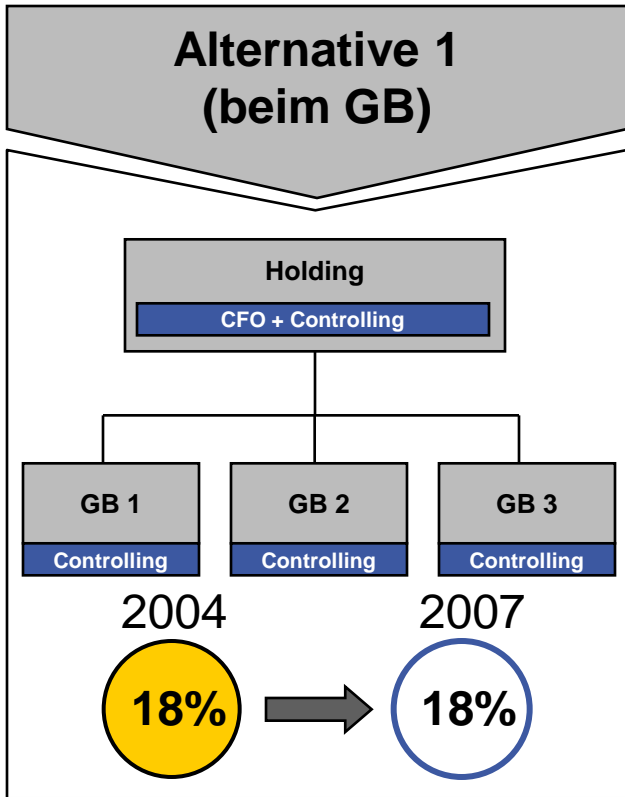 Alternative 1
(beim GB)
Holding
CFO + Controlling
GB 1
GB 2
GB 3
Controlling
Controlling
Controlling
2004
2007
18%
18%